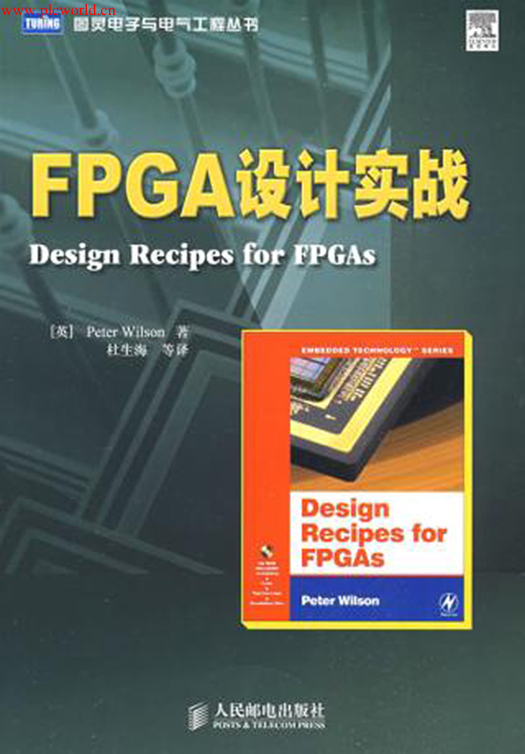 www.plcworld.cn
TURING
图灵电子与电气工程丛书
ELSEVIER
FPGA设计实战
Design Recipes for FPGAs
[英] Peter Wilson 著
杜生海 等译
EMBEDDED TECHNOLOGY™ SERIES
Design
Recipes for
FPGAs
Peter Wilson
人民邮电出版社
POSTS & TELECOM PRESS